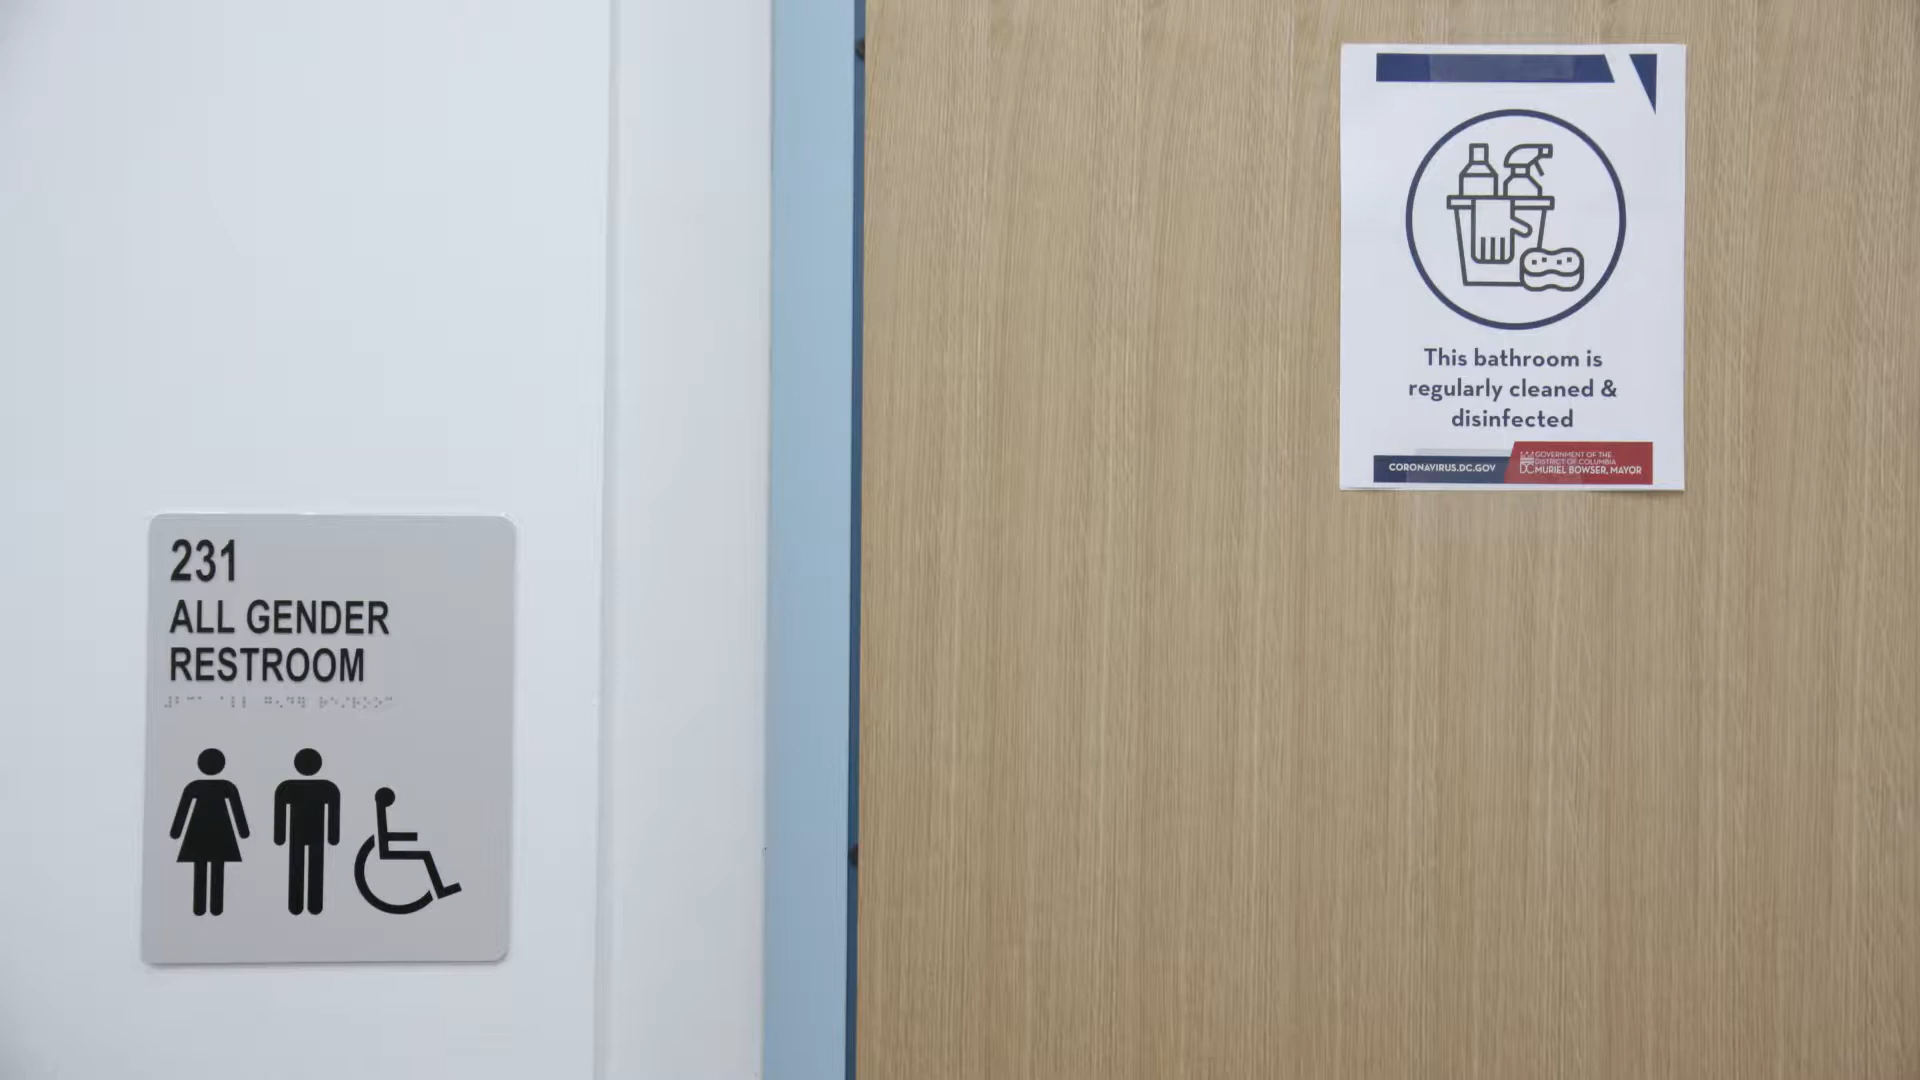 231
ALL GENDER
RESTROOM
This bathroom is
regularly cleaned &
disinfected
CORONAVIRUS.DC.GOV
GOVERNMENT OF THE
DISTRICT OF COLUMBIA
DC MURIEL BOWSER, MAYOR